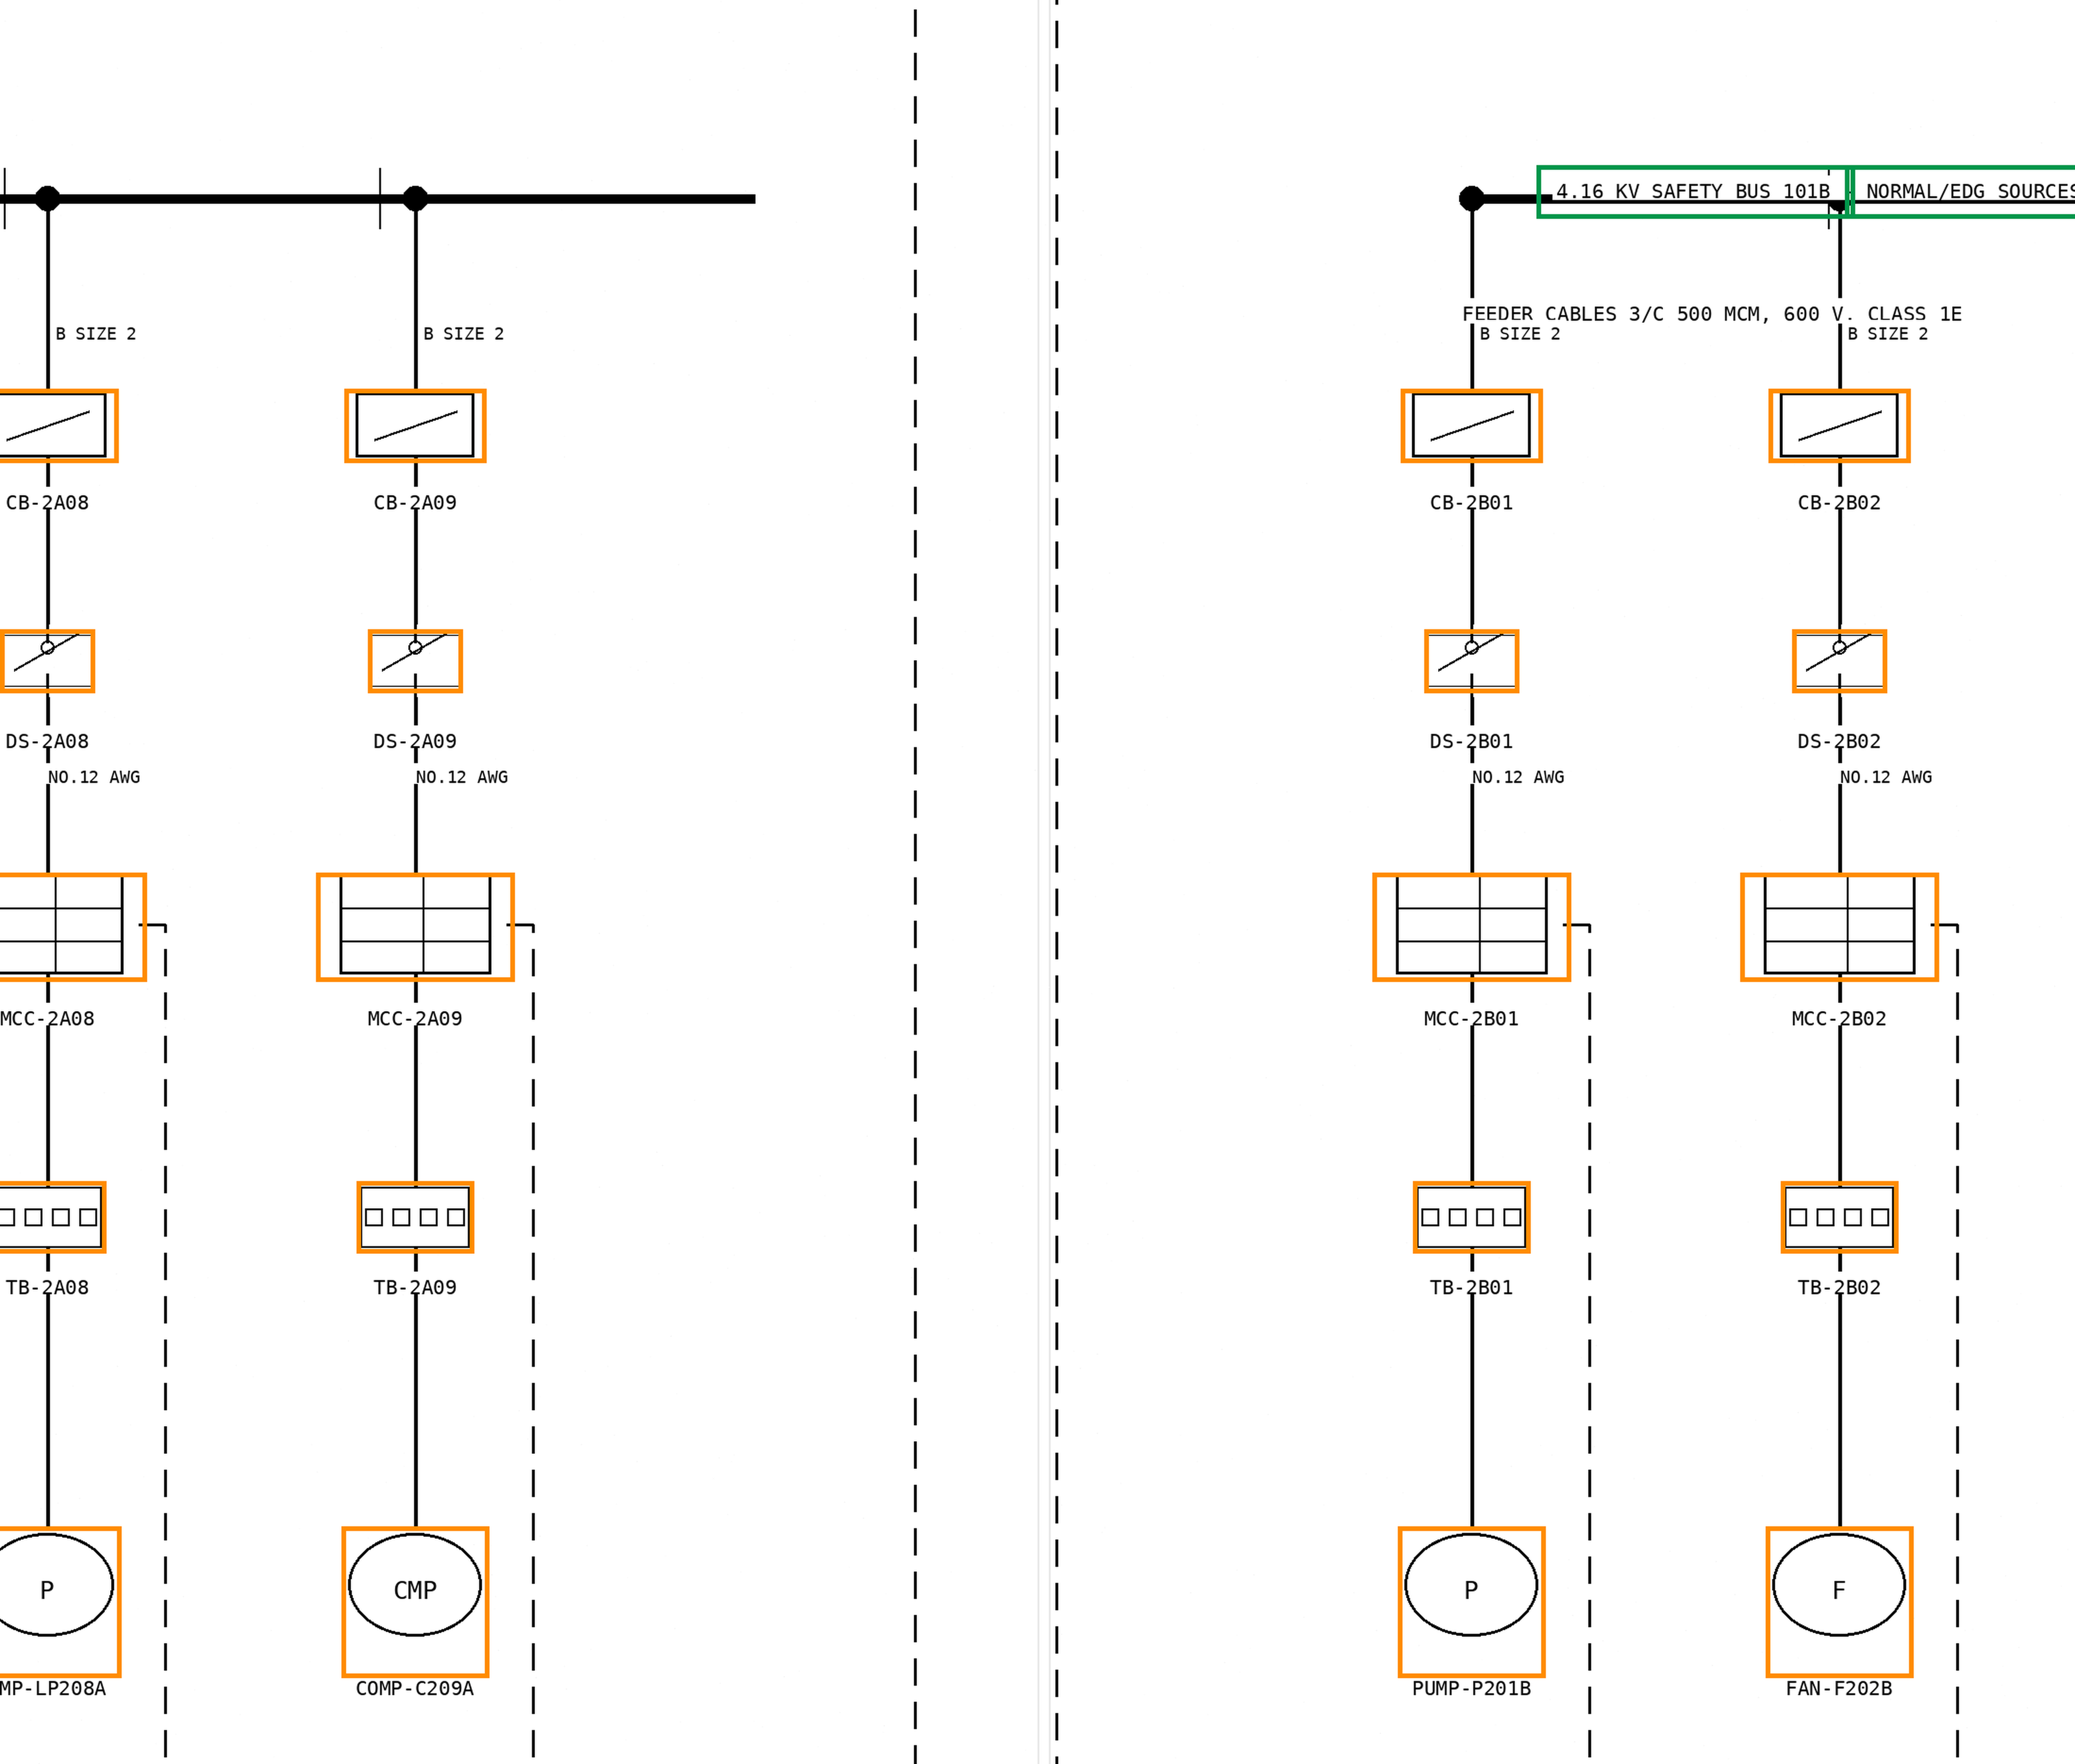 4.16 KV SAFETY BUS 101B
NORMAL/EDG SOURCES
FEEDER CABLES 3/C 500 MCM, 600 V. CLASS 1E
B SIZE 2
B SIZE 2
B SIZE 2
B SIZE 2
CB-2A08
CB-2A09
CB-2B01
CB-2B02
DS-2A08
DS-2A09
DS-2B01
DS-2B02
NO.12 AWG
NO.12 AWG
NO.12 AWG
NO.12 AWG
MCC-2A08
MCC-2A09
MCC-2B01
MCC-2B02
TB-2A08
TB-2A09
TB-2B01
TB-2B02
P
CMP
P
F
MP-LP208A
COMP-C209A
PUMP-P201B
FAN-F202B